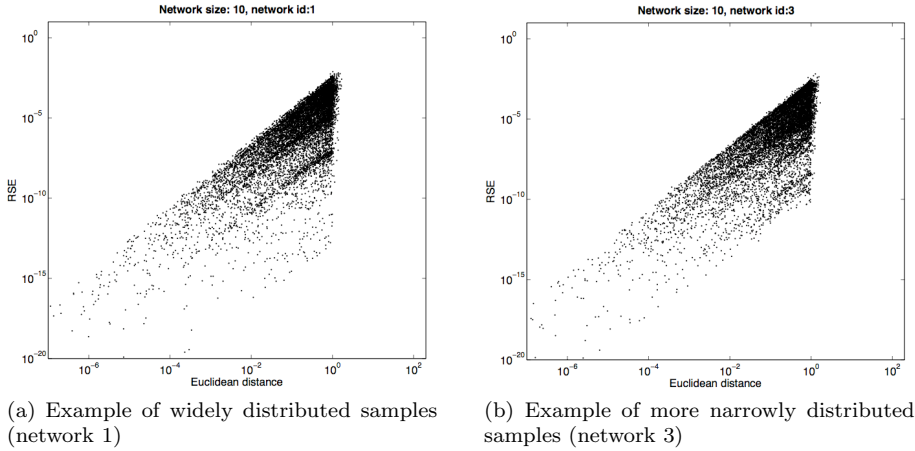 Network size: 10, network id:1
10^0
10^-5
10^-10
10^-15
10^-20
RSE
10^-6
10^-4
10^-2
10^0
10^2
Euclidean distance
(a) Example of widely distributed samples
(network 1)
Network size: 10, network id:3
10^0
10^-5
10^-10
10^-15
10^-20
RSE
10^-6
10^-4
10^-2
10^0
10^2
Euclidean distance
(b) Example of more narrowly distributed
samples (network 3)